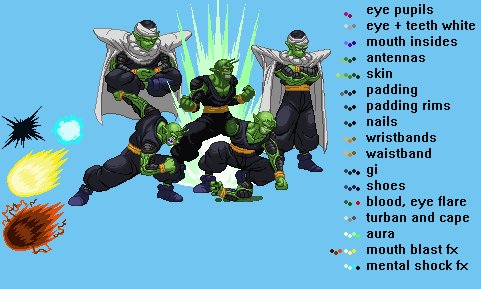 eye pupils
eye + teeth white
mouth insides
antennas
skin
padding
padding rims
nails
wristbands
waistband
gi
shoes
blood, eye flare
turban and cape
aura
mouth blast fx
mental shock fx